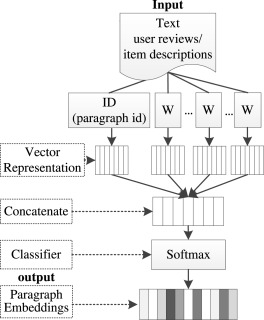 Input
Text
user reviews/
item descriptions
ID
(paragraph id)
W ... W ... W
Vector
Representation
Concatenate
Classifier
Softmax
output
Paragraph
Embeddings